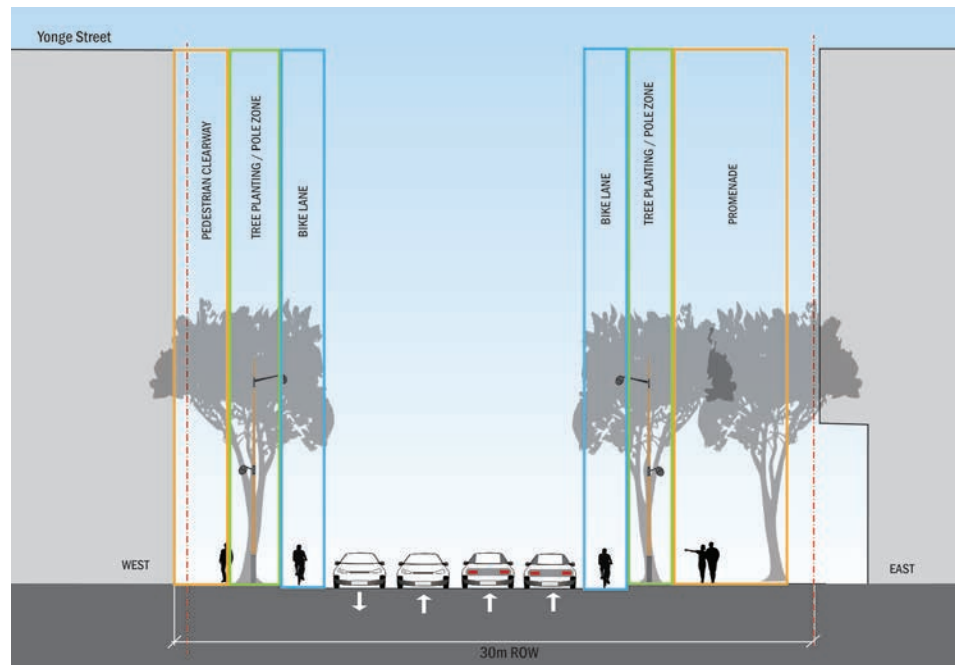 Yonge Street
PEDESTRIAN CLEARWAY
TREE PLANTING / POLE ZONE
BIKE LANE
BIKE LANE
TREE PLANTING / POLE ZONE
PROMENADE
WEST
EAST
30m ROW